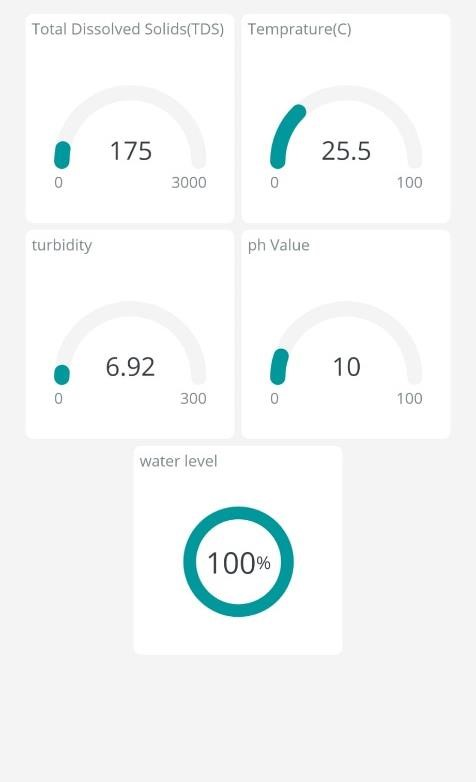 Total Dissolved Solids(TDS)
175
0 3000
Temprature(C)
25.5
0 100
turbidity
6.92
0 300
ph Value
10
0 100
water level
100%